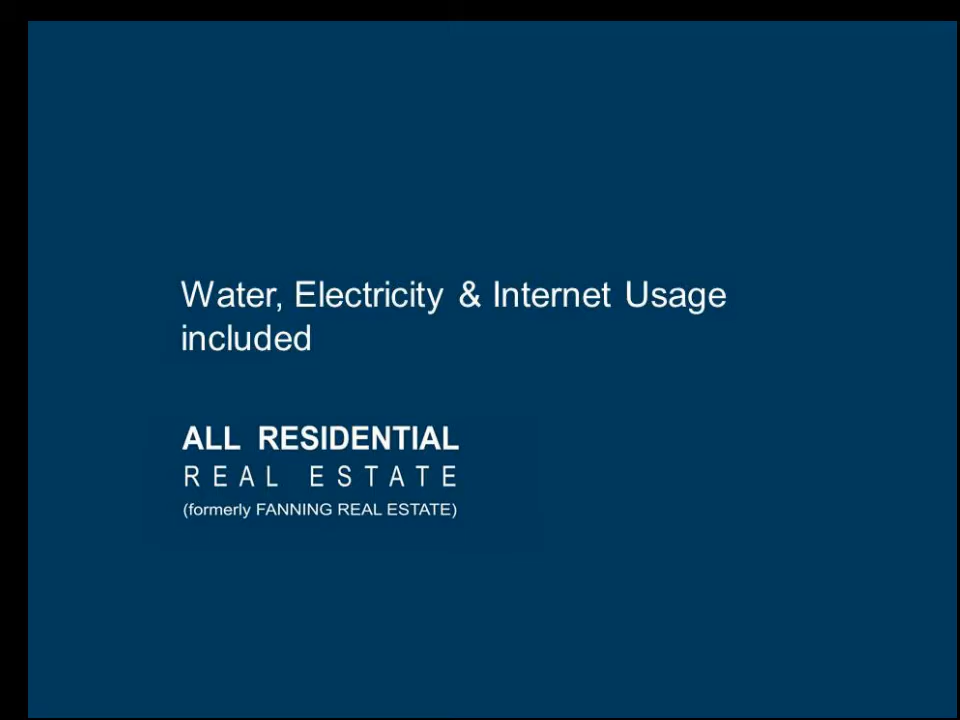 Water, Electricity & Internet Usage
included
ALL RESIDENTIAL
REAL ESTATE
(formerly FANNING REAL ESTATE)